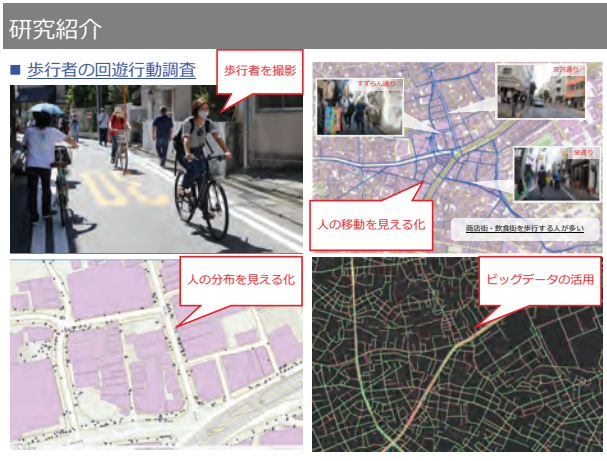 研究紹介
■ 歩行者の回遊行動調査
歩行者を撮影
すずらん通り
茶沢通り
栄通り
人の移動を見える化
商店街・飲食街を歩行する人が多い
人の分布を見える化
ビッグデータの活用